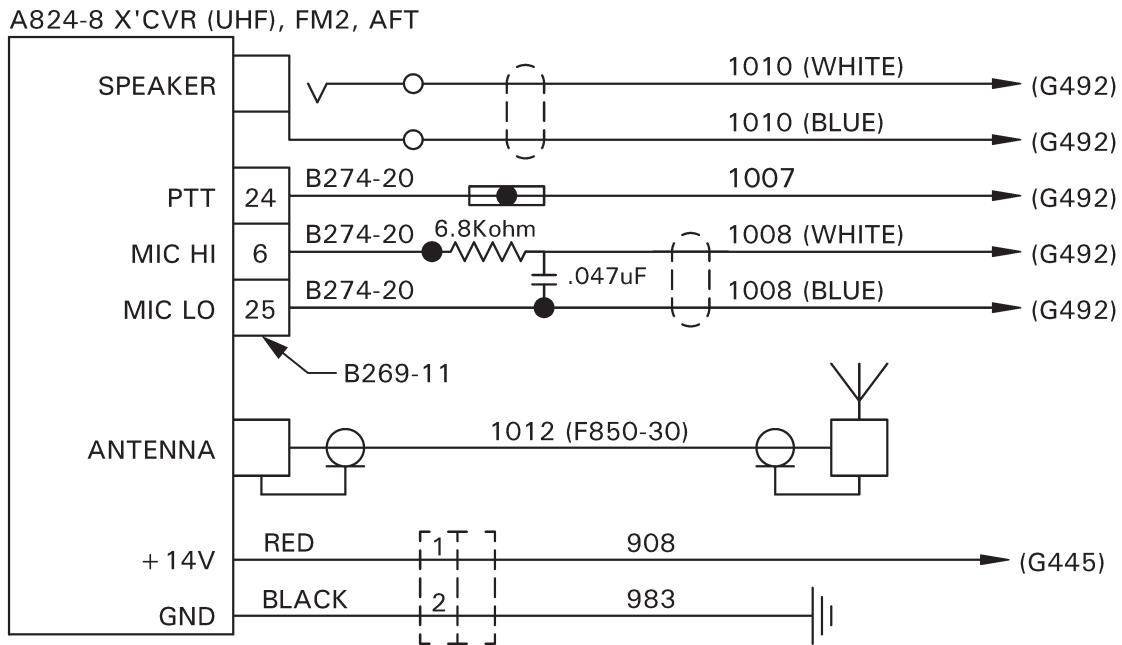 A824-8 X'CVR (UHF), FM2, AFT
SPEAKER
1010 (WHITE)
(G492)
1010 (BLUE)
(G492)
PTT
24
B274-20
1007
(G492)
MIC HI
6
B274-20
6.8Kohm
1008 (WHITE)
(G492)
.047uF
MIC LO
25
B274-20
1008 (BLUE)
(G492)
B269-11
ANTENNA
1012 (F850-30)
+14V
RED
1
908
(G445)
GND
BLACK
2
983